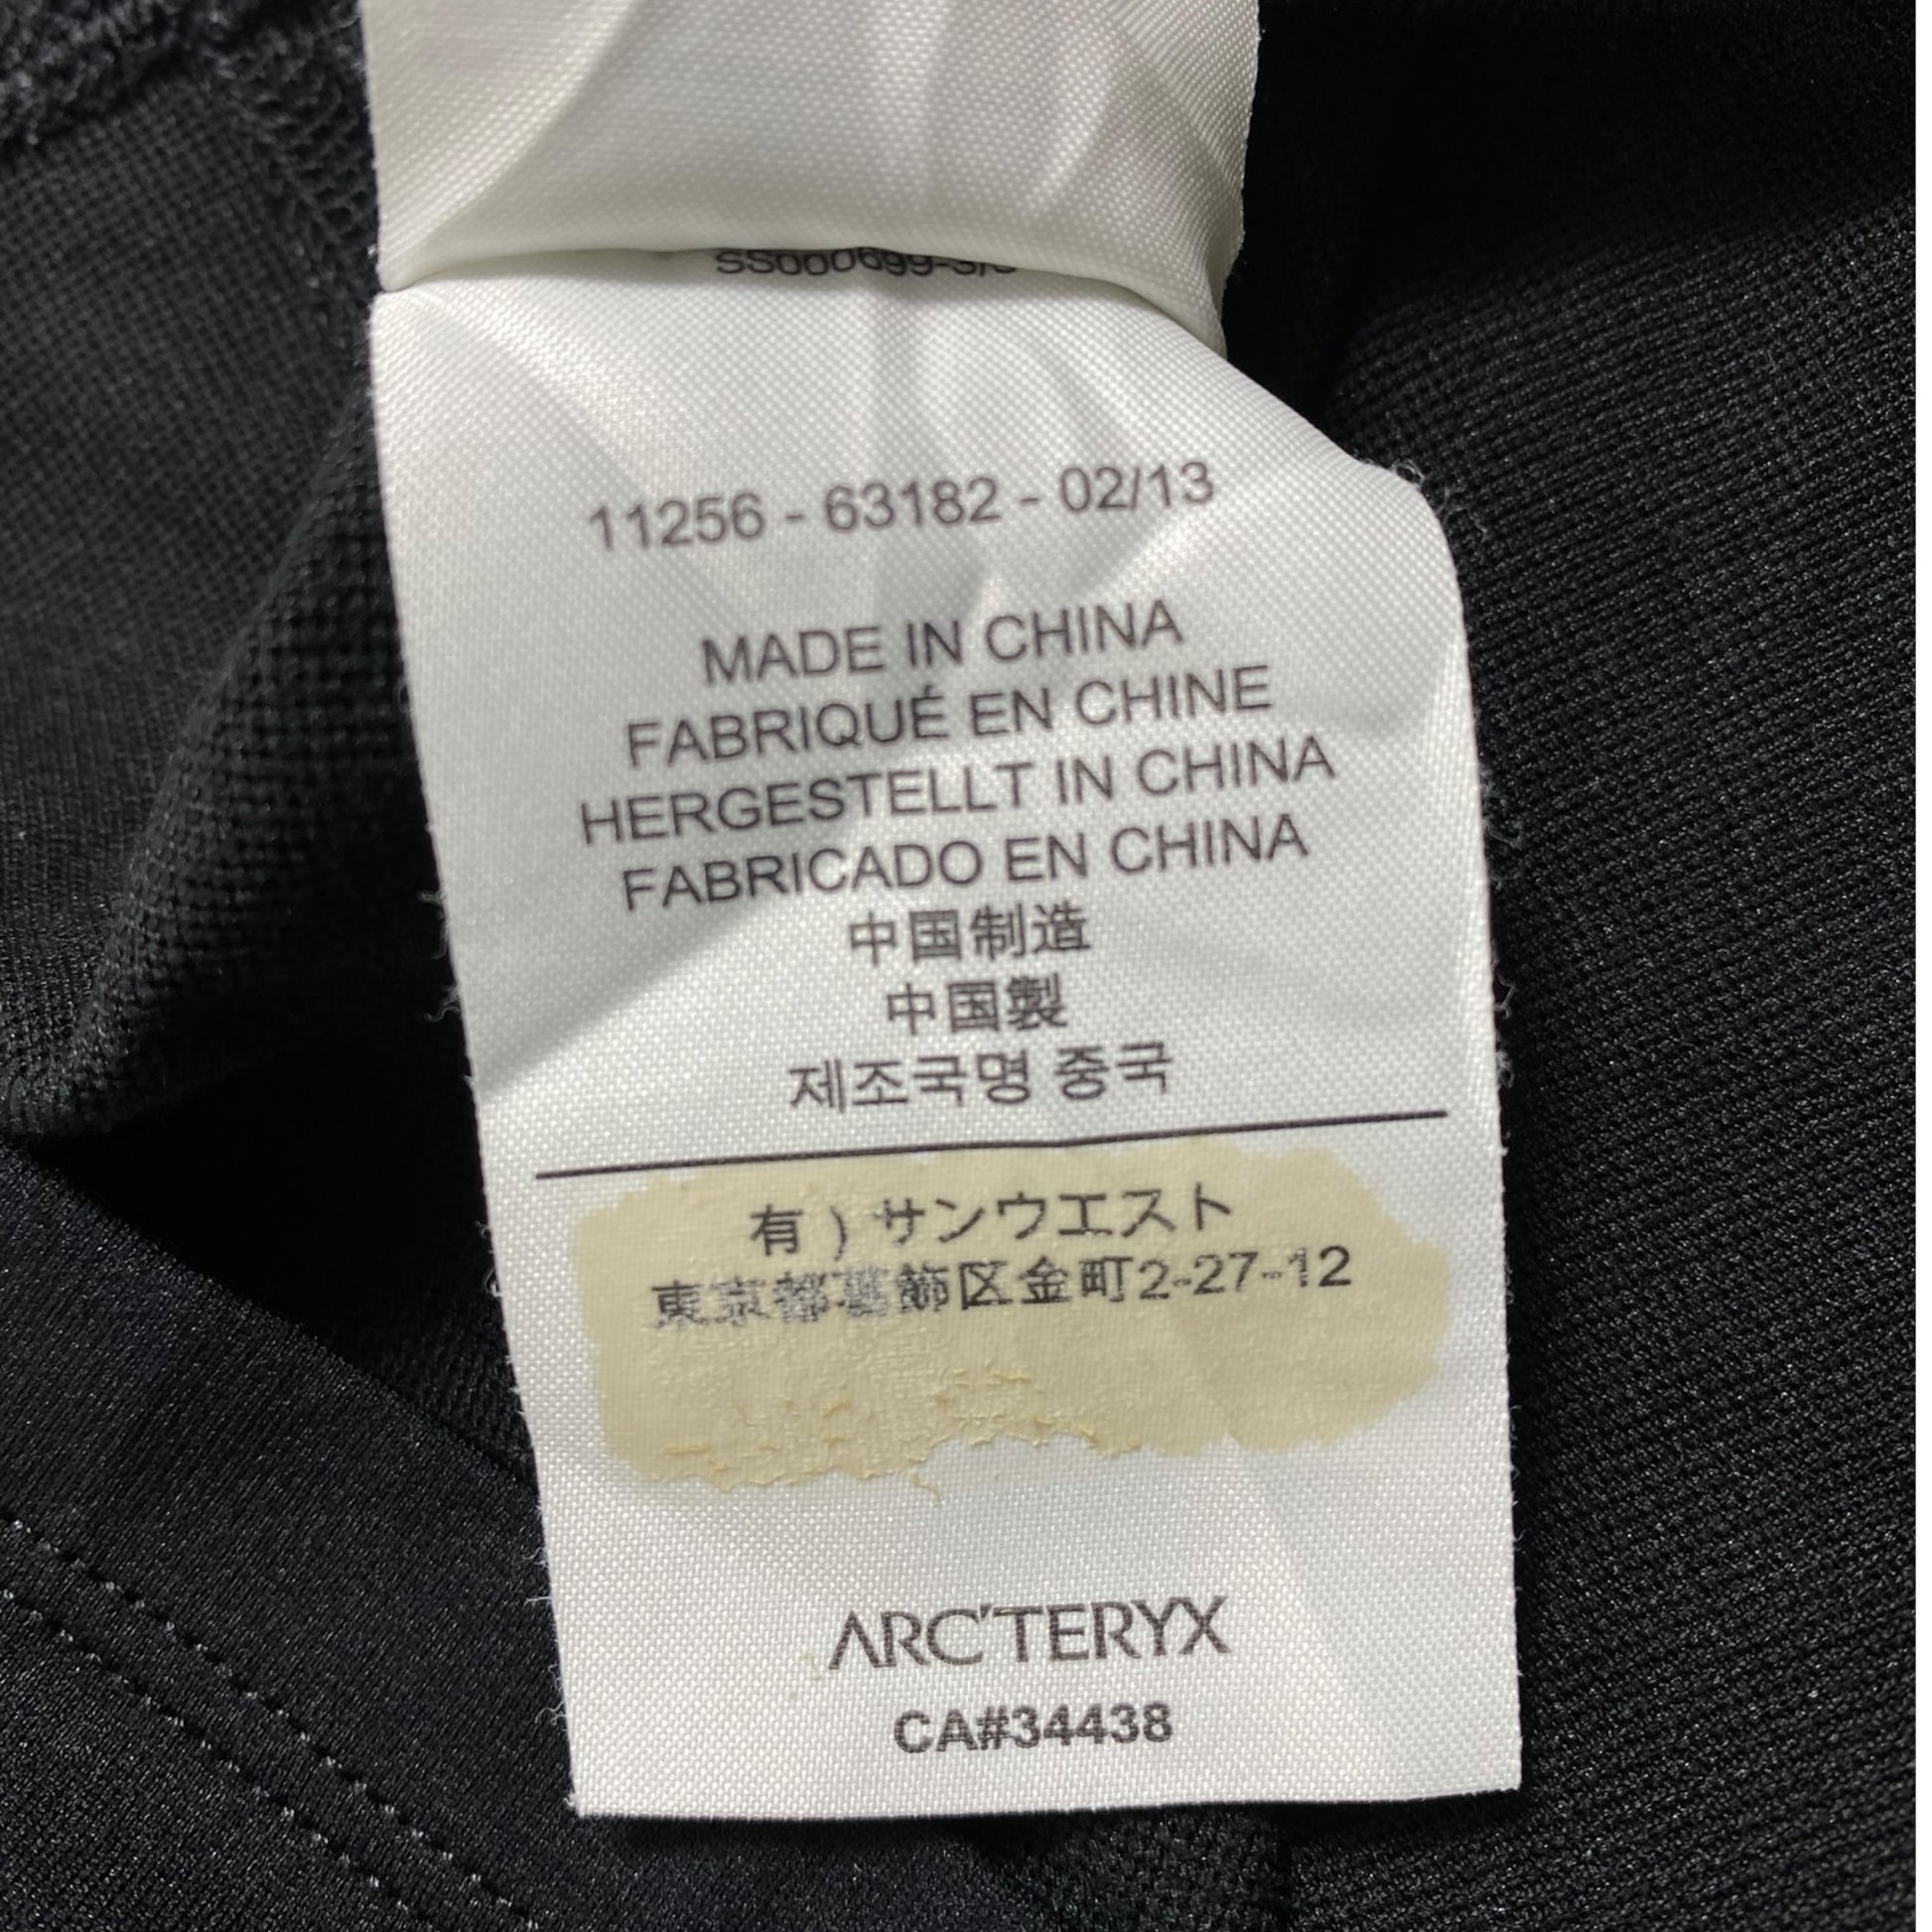 11256 - 63182 - 02/13
MADE IN CHINA
FABRIQUÉ EN CHINE
HERGESTELLT IN CHINA
FABRICADO EN CHINA
中国制造
中国製
제조국명 중국
有）サンウエスト
東京都葛飾区金町2-27-12
ARC'TERYX
CA#34438